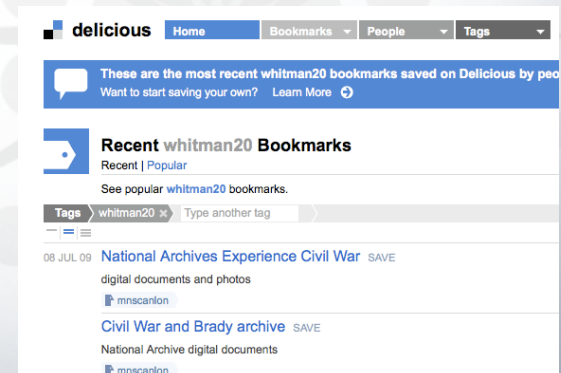 delicious Home Bookmarks People Tags
These are the most recent whitman20 bookmarks saved on Delicious by
Want to start saving your own? Learn More
Recent whitman20 Bookmarks
Recent | Popular
See popular whitman20 bookmarks.
Tags whitman20 × Type another tag
08 JUL 09 National Archives Experience Civil War SAVE
digital documents and photos
mnscanlon
Civil War and Brady archive SAVE
National Archive digital documents
mnscanlon